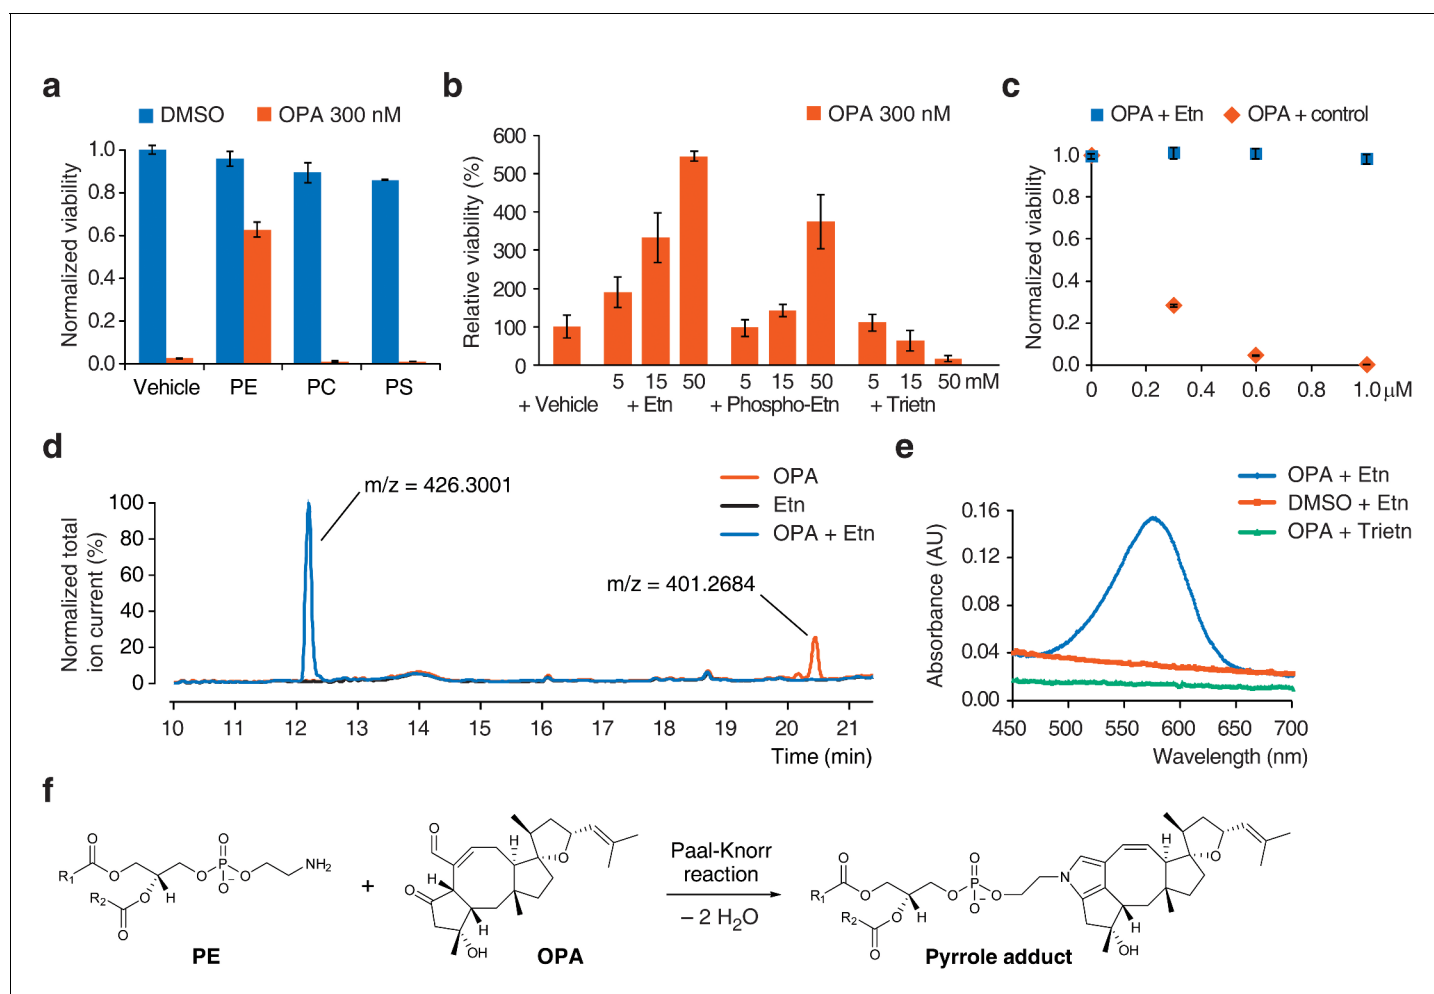 a
DMSO OPA 300 nM
Normalized viability
1.0
0.8
0.6
0.4
0.2
0.0
Vehicle PE PC PS
b
OPA 300 nM
Relative viability (%)
600
500
400
300
200
100
0
5 15 50 5 15 50 5 15 50 mM
+ Vehicle + Etn + Phospho-Etn + Trietn
c
OPA + Etn OPA + control
Normalized viability
1.0
0.8
0.6
0.4
0.2
0.0
0 0.2 0.4 0.6 0.8 1.0 μM
d
m/z = 426.3001
OPA
Etn
OPA + Etn
m/z = 401.2684
Normalized total
ion current (%)
100
80
60
40
20
0
10 11 12 13 14 15 16 17 18 19 20 21
Time (min)
e
OPA + Etn
DMSO + Etn
OPA + Trietn
Absorbance (AU)
0.16
0.12
0.08
0.04
0.00
450 500 550 600 650 700
Wavelength (nm)
f
O
R1 O O O P O O− NH2
R2 O H
O
PE
+
O
H
O
H
OH
H
O
OPA
Paal-Knorr
reaction
– 2 H2O
O
R1 O O O P O O− N
R2 O H
O
H
O
H
OH
Pyrrole adduct